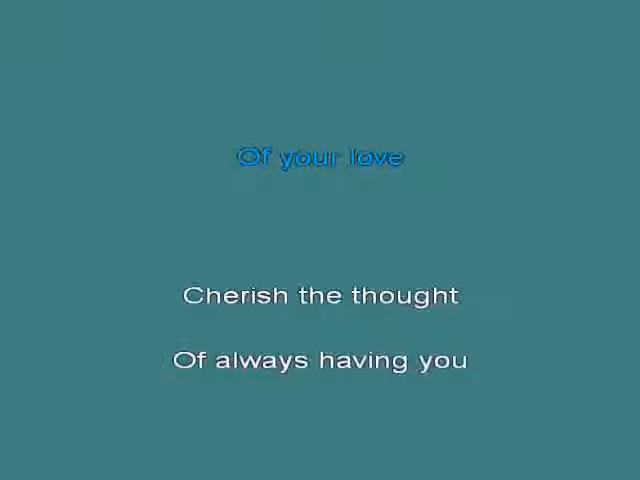 Of your love
Cherish the thought
Of always having you